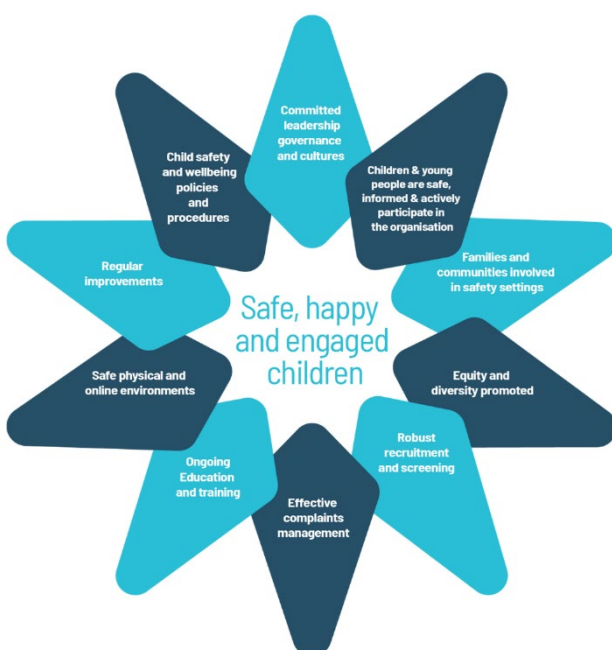 Committed
leadership
governance
and cultures
Children & young
people are safe,
informed & actively
participate in
the organisation
Families and
communities involved
in safety settings
Equity and
diversity promoted
Robust
recruitment
and screening
Effective
complaints
management
Ongoing
Education
and training
Safe physical and
online environments
Regular
improvements
Child safety
and wellbeing
policies
and
procedures
Safe, happy
and engaged
children